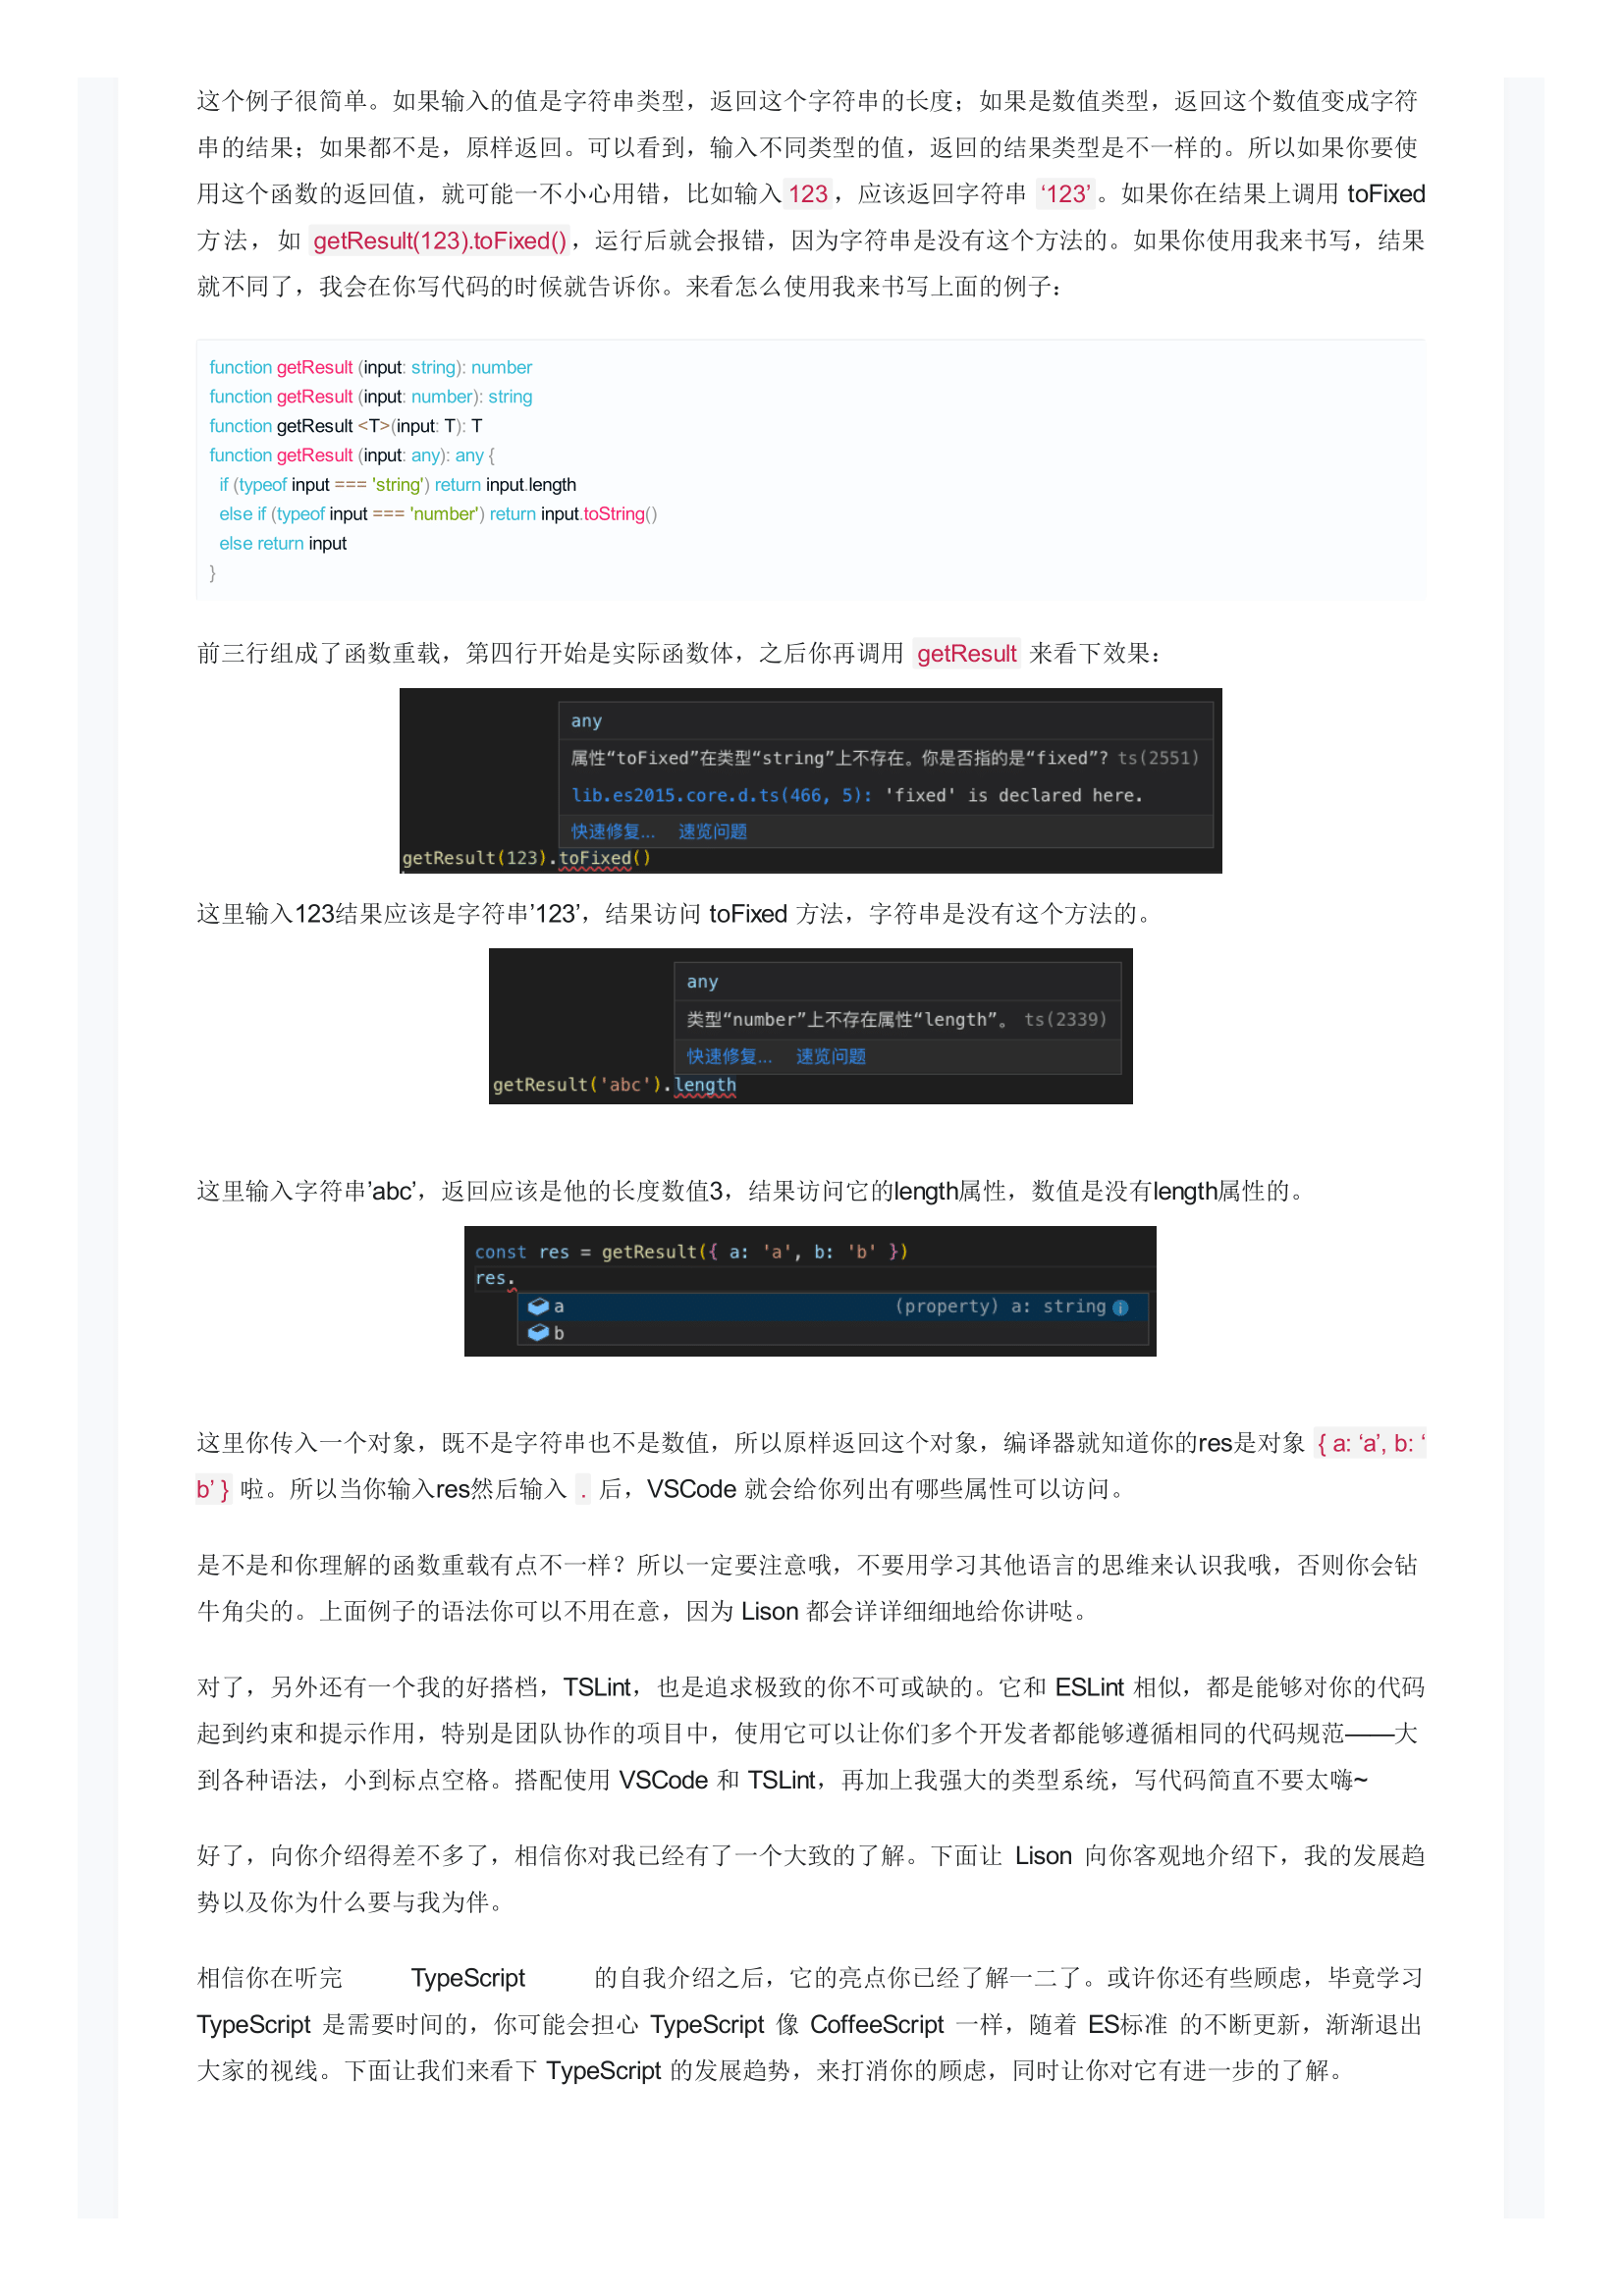 这个例子很简单。如果输入的值是字符串类型，返回这个字符串的长度；如果是数值类型，返回这个数值变成字符
串的结果；如果都不是，原样返回。可以看到，输入不同类型的值，返回的结果类型是不一样的。所以如果你要使
用这个函数的返回值，就可能一不小心用错，比如输入 123 ，应该返回字符串 ‘123’ 。如果你在结果上调用 toFixed
方法，如 getResult(123).toFixed() ，运行后就会报错，因为字符串是没有这个方法的。如果你使用我来书写，结果
就不同了，我会在你写代码的时候就告诉你。来看怎么使用我来书写上面的例子：
function getResult (input: string): number
function getResult (input: number): string
function getResult <T>(input: T): T
function getResult (input: any): any {
  if (typeof input === 'string') return input.length
  else if (typeof input === 'number') return input.toString()
  else return input
}
前三行组成了函数重载，第四行开始是实际函数体，之后你再调用 getResult 来看下效果：
any
属性“toFixed”在类型“string”上不存在。你是否指的是“fixed”? ts(2551)
lib.es2015.core.d.ts(466, 5): 'fixed' is declared here.
快速修复... 速览问题
getResult(123).toFixed()
这里输入123结果应该是字符串’123’，结果访问 toFixed 方法，字符串是没有这个方法的。
any
类型“number”上不存在属性“length”。 ts(2339)
快速修复... 速览问题
getResult('abc').length
这里输入字符串’abc’，返回应该是他的长度数值3，结果访问它的length属性，数值是没有length属性的。
const res = getResult({ a: 'a', b: 'b' })
res.
a (property) a: string
b
这里你传入一个对象，既不是字符串也不是数值，所以原样返回这个对象，编译器就知道你的res是对象 { a: ‘a’, b: ‘
b’ } 啦。所以当你输入res然后输入 . 后，VSCode 就会给你列出有哪些属性可以访问。
是不是和你理解的函数重载有点不一样？所以一定要注意哦，不要用学习其他语言的思维来认识我哦，否则你会钻
牛角尖的。上面例子的语法你可以不用在意，因为 Lison 都会详详细细地给你讲哒。
对了，另外还有一个我的好搭档，TSLint，也是追求极致的你不可或缺的。它和 ESLint 相似，都是能够对你的代码
起到约束和提示作用，特别是团队协作的项目中，使用它可以让你们多个开发者都能够遵循相同的代码规范——大
到各种语法，小到标点空格。搭配使用 VSCode 和 TSLint，再加上我强大的类型系统，写代码简直不要太嗨~
好了，向你介绍得差不多了，相信你对我已经有了一个大致的了解。下面让 Lison 向你客观地介绍下，我的发展趋
势以及你为什么要与我为伴。
相信你在听完 TypeScript 的自我介绍之后，它的亮点你已经了解一二了。或许你还有些顾虑，毕竟学习
TypeScript 是需要时间的，你可能会担心 TypeScript 像 CoffeeScript 一样，随着 ES标准 的不断更新，渐渐退出
大家的视线。下面让我们来看下 TypeScript 的发展趋势，来打消你的顾虑，同时让你对它有进一步的了解。